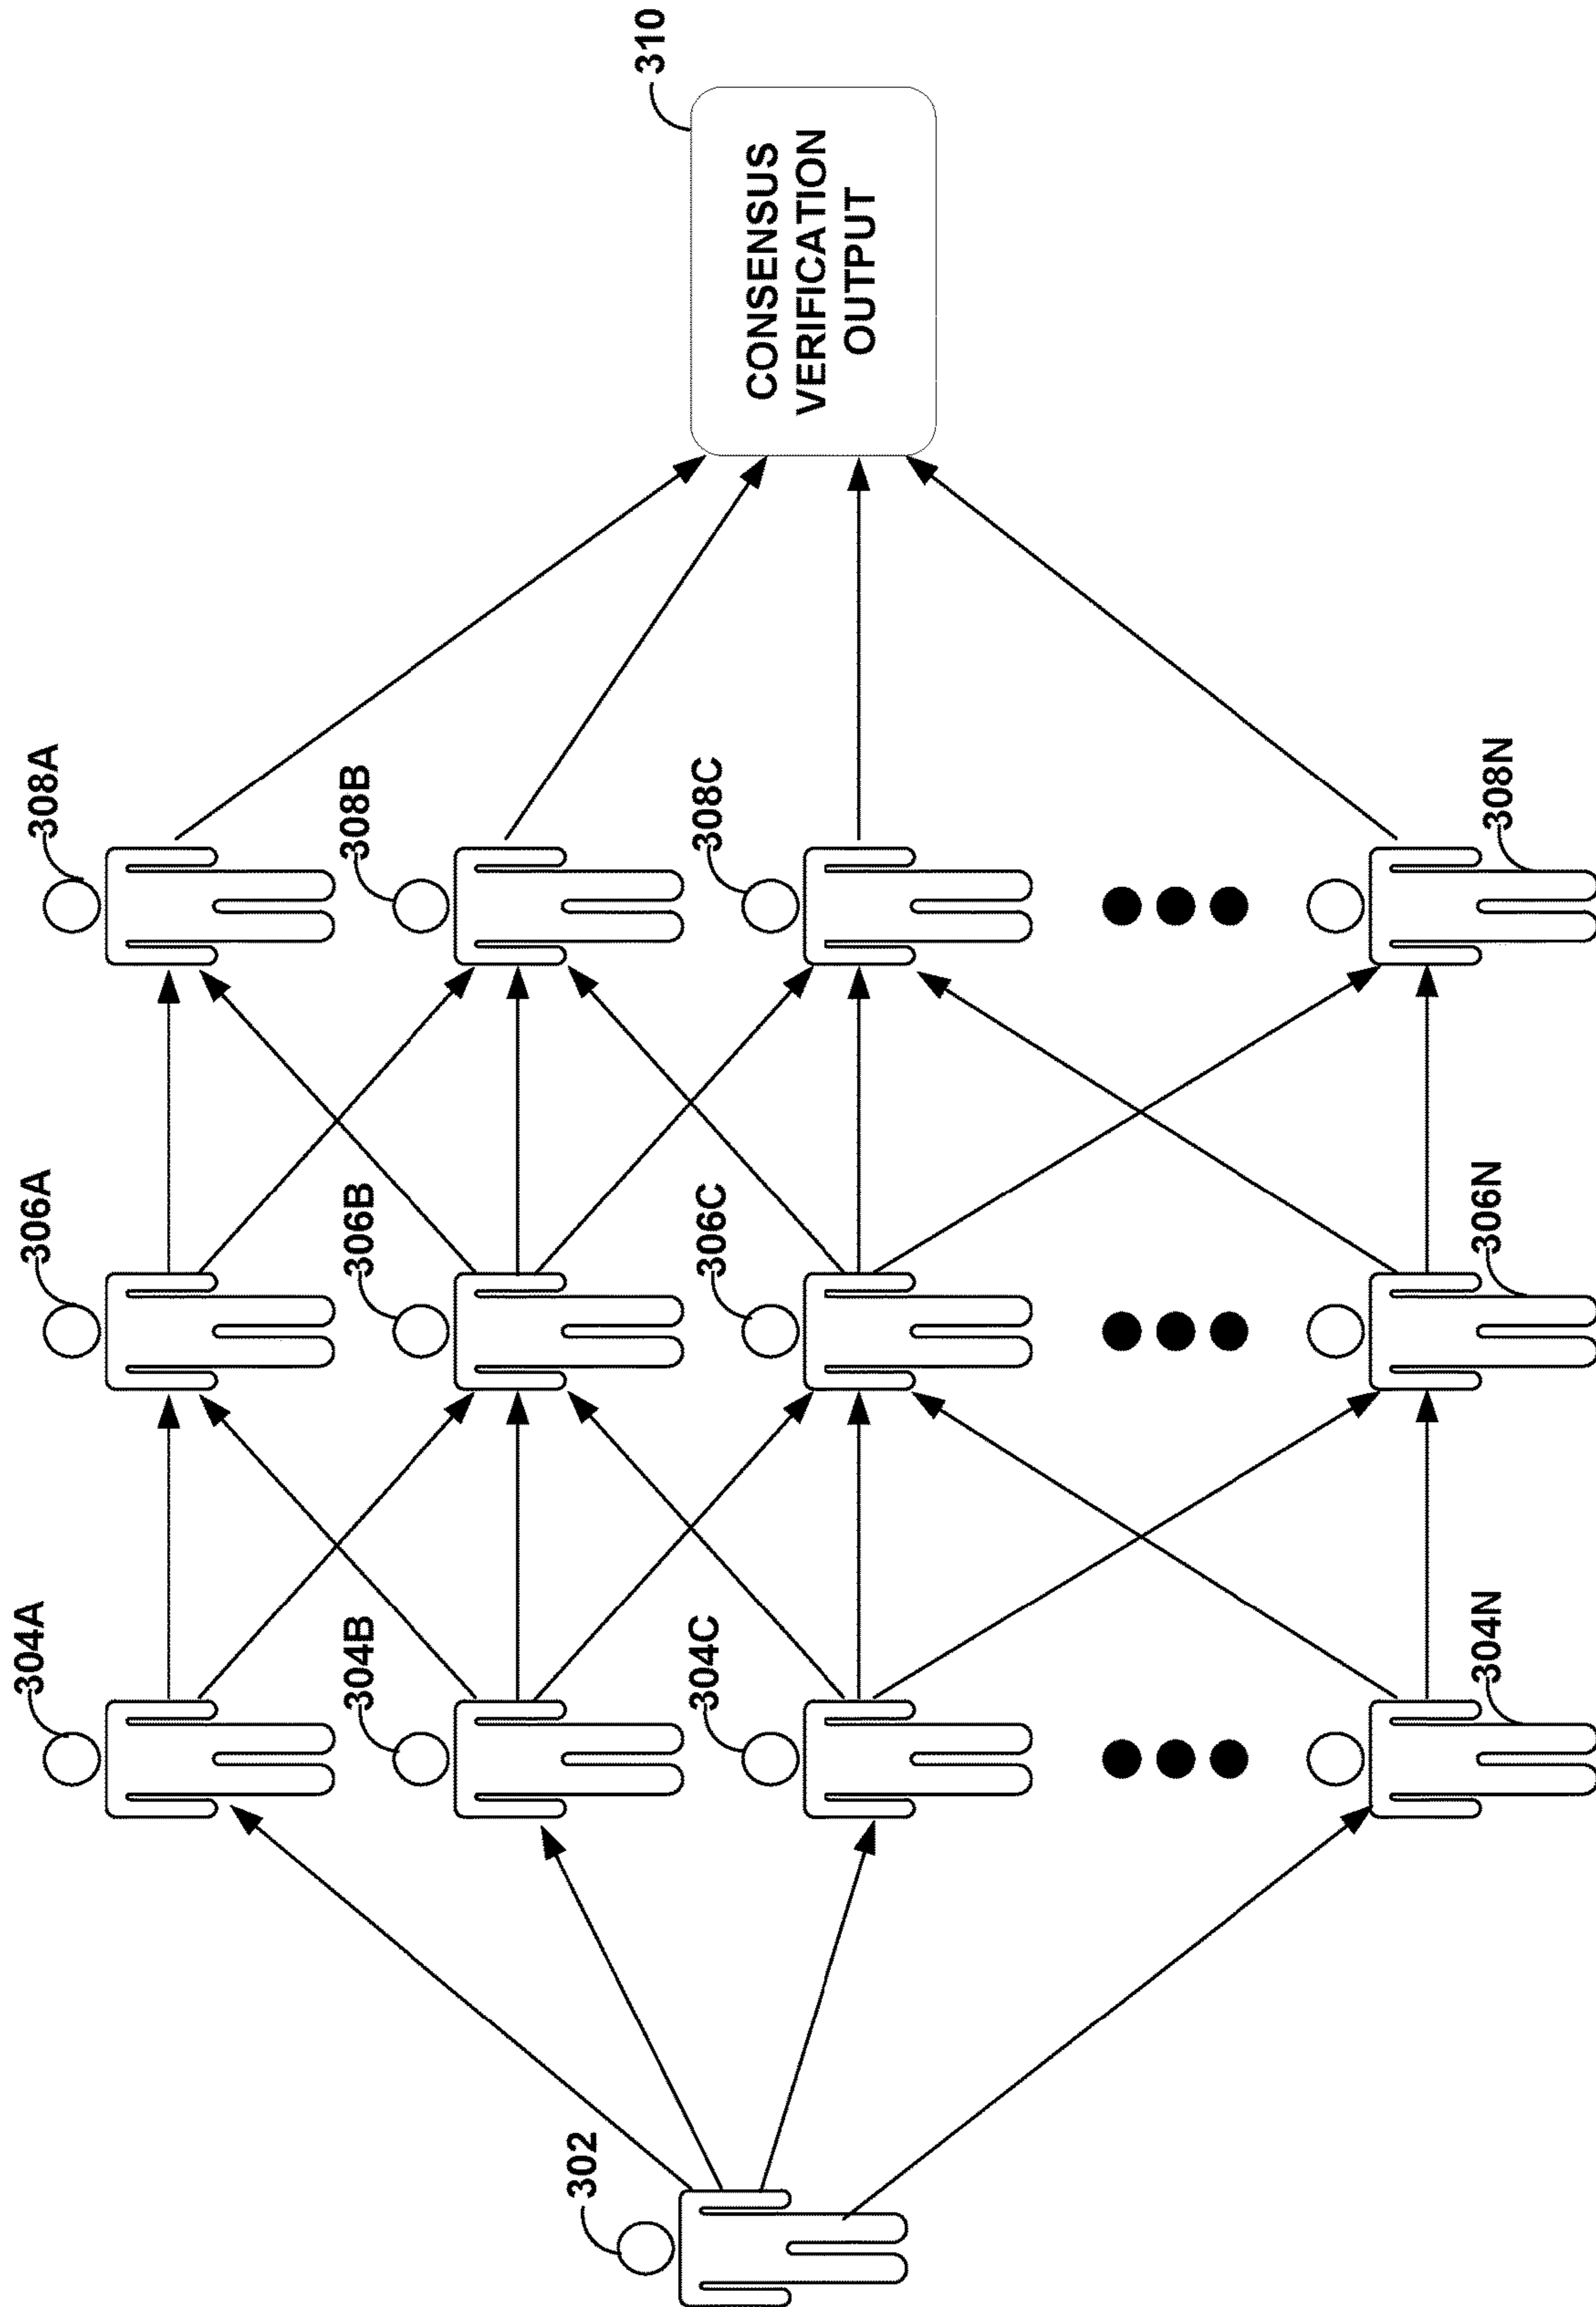 302
304A
304B
304C
304N
306A
306B
306C
306N
308A
308B
308C
308N
310
CONSENSUS
VERIFICATION
OUTPUT